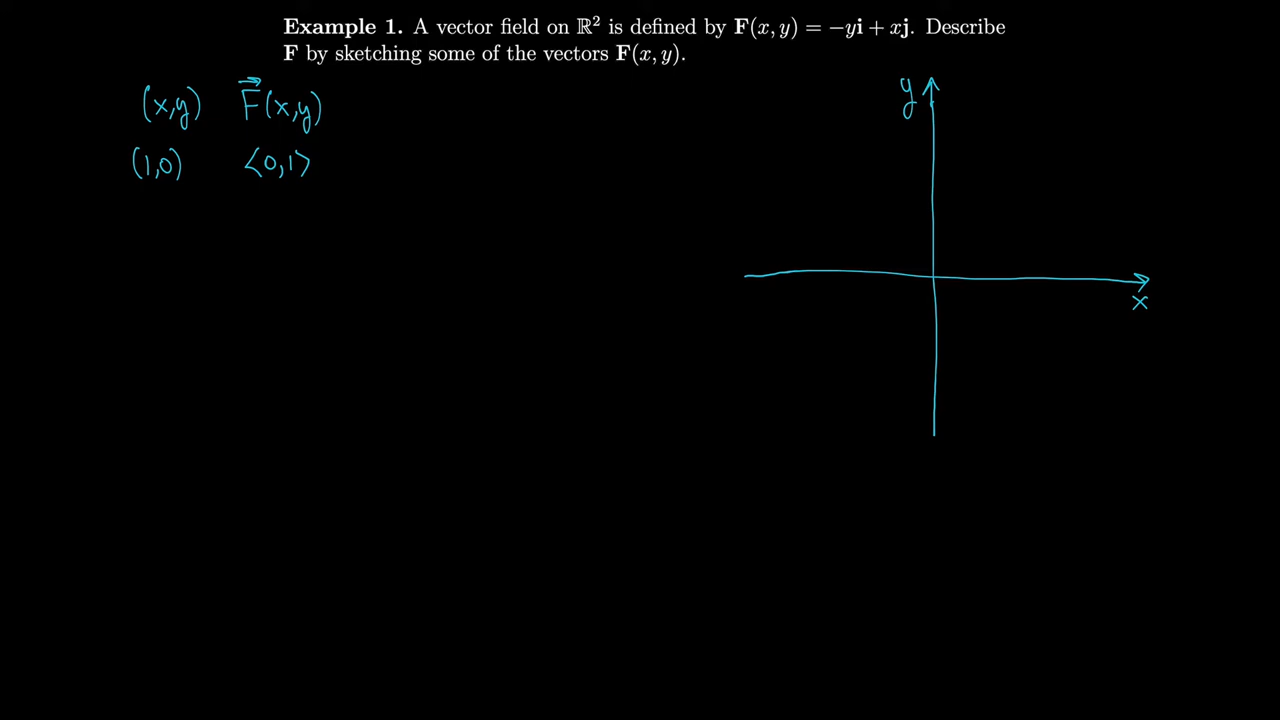 Example 1. A vector field on ℝ² is defined by F(x, y) = −yi + xj. Describe
F by sketching some of the vectors F(x, y).
(x,y) F⃗(x,y)
(1,0) ⟨0,1⟩
y
x